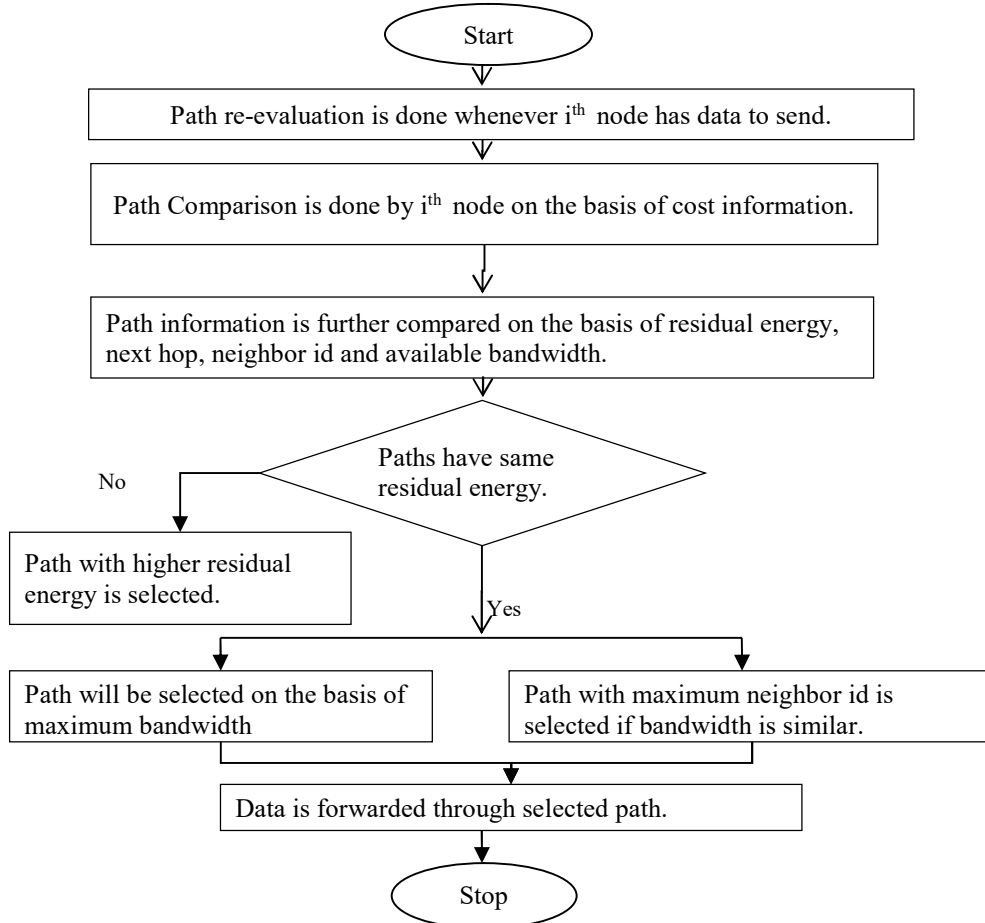 Start
Path re-evaluation is done whenever iᵗʰ node has data to send.
Path Comparison is done by iᵗʰ node on the basis of cost information.
Path information is further compared on the basis of residual energy,
next hop, neighbor id and available bandwidth.
Paths have same
residual energy.
No
Path with higher residual
energy is selected.
Yes
Path will be selected on the basis of
maximum bandwidth
Path with maximum neighbor id is
selected if bandwidth is similar.
Data is forwarded through selected path.
Stop